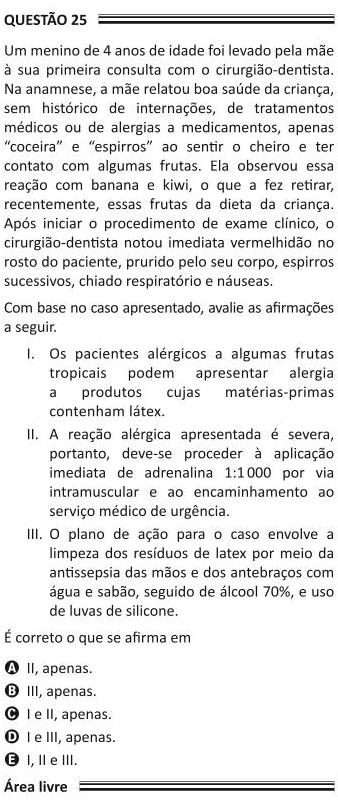 QUESTÃO 25
Um menino de 4 anos de idade foi levado pela mãe
à sua primeira consulta com o cirurgião-dentista.
Na anamnese, a mãe relatou boa saúde da criança,
sem histórico de internações, de tratamentos
médicos ou de alergias a medicamentos, apenas
“coceira” e “espirros” ao sentir o cheiro e ter
contato com algumas frutas. Ela observou essa
reação com banana e kiwi, o que a fez retirar,
recentemente, essas frutas da dieta da criança.
Após iniciar o procedimento de exame clínico, o
cirurgião-dentista notou imediata vermelhidão no
rosto do paciente, prurido pelo seu corpo, espirros
sucessivos, chiado respiratório e náuseas.
Com base no caso apresentado, avalie as afirmações
a seguir.
I. Os pacientes alérgicos a algumas frutas
tropicais podem apresentar alergia
a produtos cujas matérias-primas
contenham látex.
II. A reação alérgica apresentada é severa,
portanto, deve-se proceder à aplicação
imediata de adrenalina 1:1 000 por via
intramuscular e ao encaminhamento ao
serviço médico de urgência.
III. O plano de ação para o caso envolve a
limpeza dos resíduos de latex por meio da
antissepsia das mãos e dos antebraços com
água e sabão, seguido de álcool 70%, e uso
de luvas de silicone.
É correto o que se afirma em
A II, apenas.
B III, apenas.
C I e II, apenas.
D I e III, apenas.
E I, II e III.
Área livre